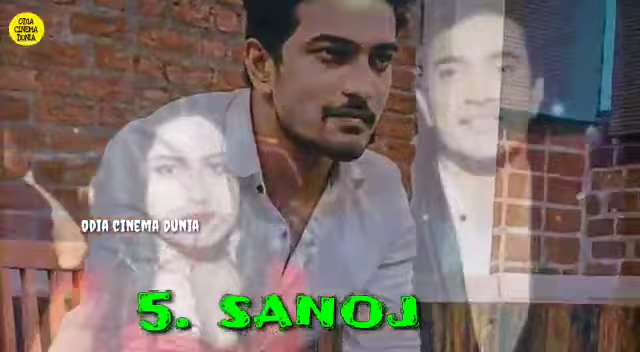 ODIA
CINEMA
DUNIA
ODIA CINEMA DUNIA
5. SANOJ